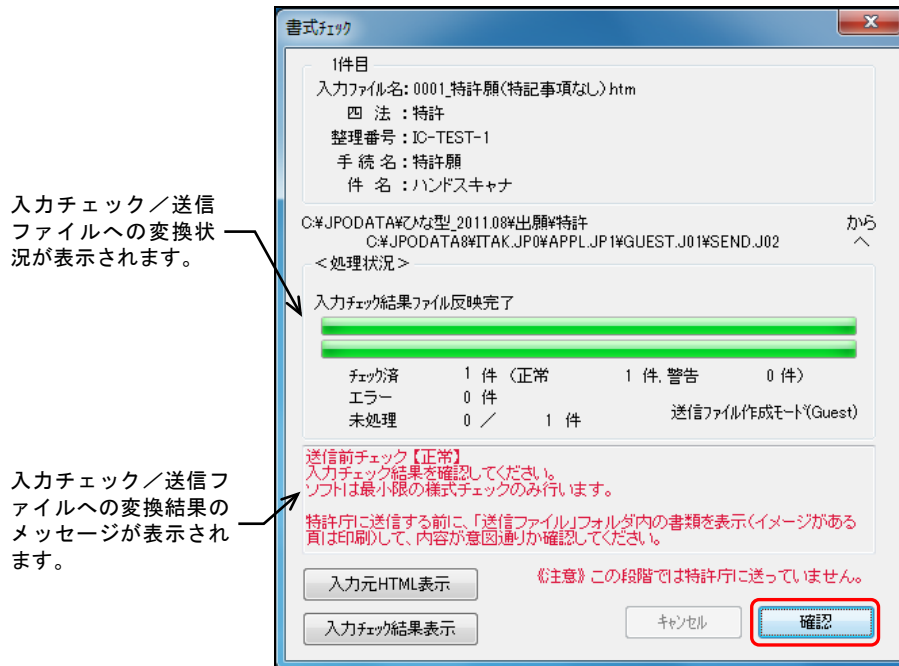 書式ﾁｪｯｸ
1件目
入力ﾌｧｲﾙ名: 0001_特許願(特記事項なし).htm
四 法 : 特許
整理番号 : IC-TEST-1
手 続 名 : 特許願
件 名 : ハンドスキャナ
C:¥JPODATA¥ひな型_2011.08¥出願¥特許 から
C:¥JPODATA8¥ITAK.JP0¥APPL.JP1¥GUEST.J01¥SEND.J02 へ
入力チェック／送信
ファイルへの変換状
況が表示されます。
＜処理状況＞
入力ﾁｪｯｸ結果ﾌｧｲﾙ反映完了
ﾁｪｯｸ済 1 件 (正常 1 件, 警告 0 件)
エラー 0 件
未処理 0 ／ 1 件 送信ﾌｧｲﾙ作成ﾓｰﾄﾞ(Guest)
送信前チェック【正常】
入力チェック結果を確認してください。
ソフトは最小限の様式チェックのみ行います。
特許庁に送信する前に、「送信ファイル」フォルダ内の書類を表示(イメージがある
頁は印刷)して、内容が意図通りか確認してください。
入力チェック／送信フ
ァイルへの変換結果の
メッセージが表示され
ます。
入力元HTML表示 《注意》この段階では特許庁に送っていません。
入力ﾁｪｯｸ結果表示 ｷｬﾝｾﾙ 確認